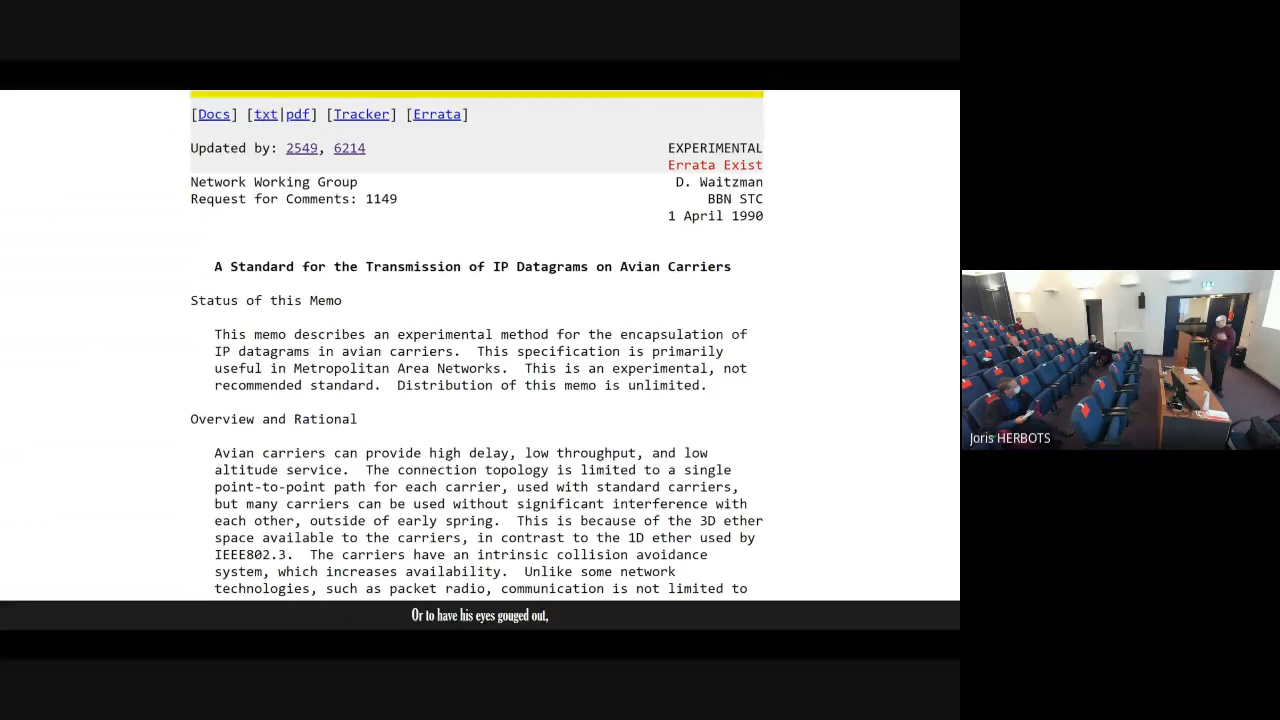 [Docs] [txt|pdf] [Tracker] [Errata]
Updated by: 2549, 6214 EXPERIMENTAL
Errata Exist
Network Working Group D. Waitzman
Request for Comments: 1149 BBN STC
1 April 1990
A Standard for the Transmission of IP Datagrams on Avian Carriers
Status of this Memo
This memo describes an experimental method for the encapsulation of
IP datagrams in avian carriers. This specification is primarily
useful in Metropolitan Area Networks. This is an experimental, not
recommended standard. Distribution of this memo is unlimited.
Overview and Rational
Avian carriers can provide high delay, low throughput, and low
altitude service. The connection topology is limited to a single
point-to-point path for each carrier, used with standard carriers,
but many carriers can be used without significant interference with
each other, outside of early spring. This is because of the 3D ether
space available to the carriers, in contrast to the 1D ether used by
IEEE802.3. The carriers have an intrinsic collision avoidance
system, which increases availability. Unlike some network
technologies, such as packet radio, communication is not limited to
Or to have his eyes gouged out,
Joris HERBOTS